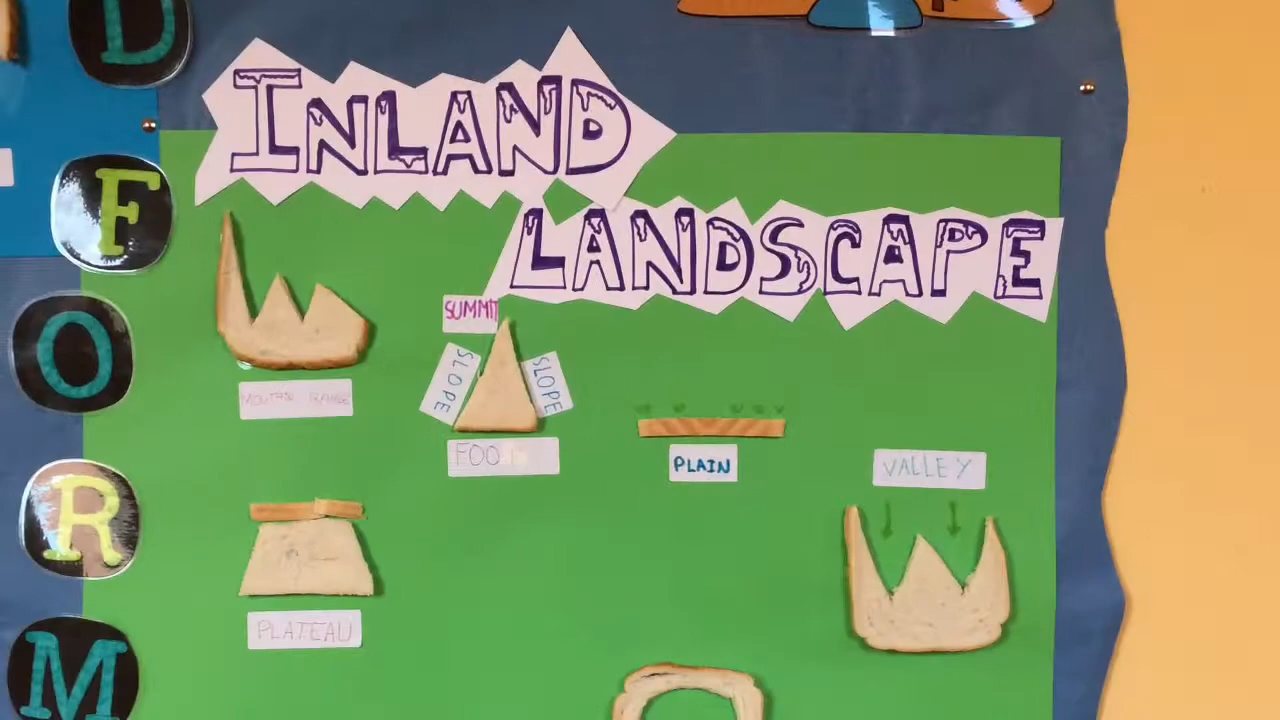 D
F
O
R
M
INLAND
LANDSCAPE
SUMMIT
SLOPE
SLOPE
PLAIN
VALLEY
PLATEAU